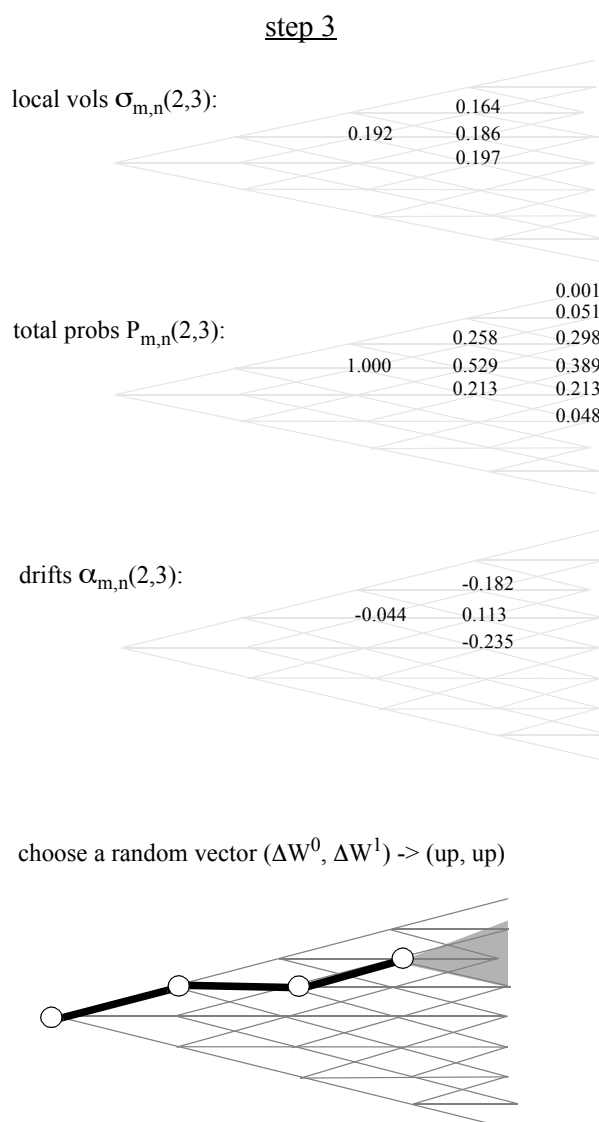 step 3
local vols σm,n(2,3):
0.164
0.192 0.186
0.197
0.001
0.051
total probs Pm,n(2,3): 0.258 0.298
1.000 0.529 0.389
0.213 0.213
0.048
drifts αm,n(2,3): -0.182
-0.044 0.113
-0.235
choose a random vector (ΔW⁰, ΔW¹) -> (up, up)